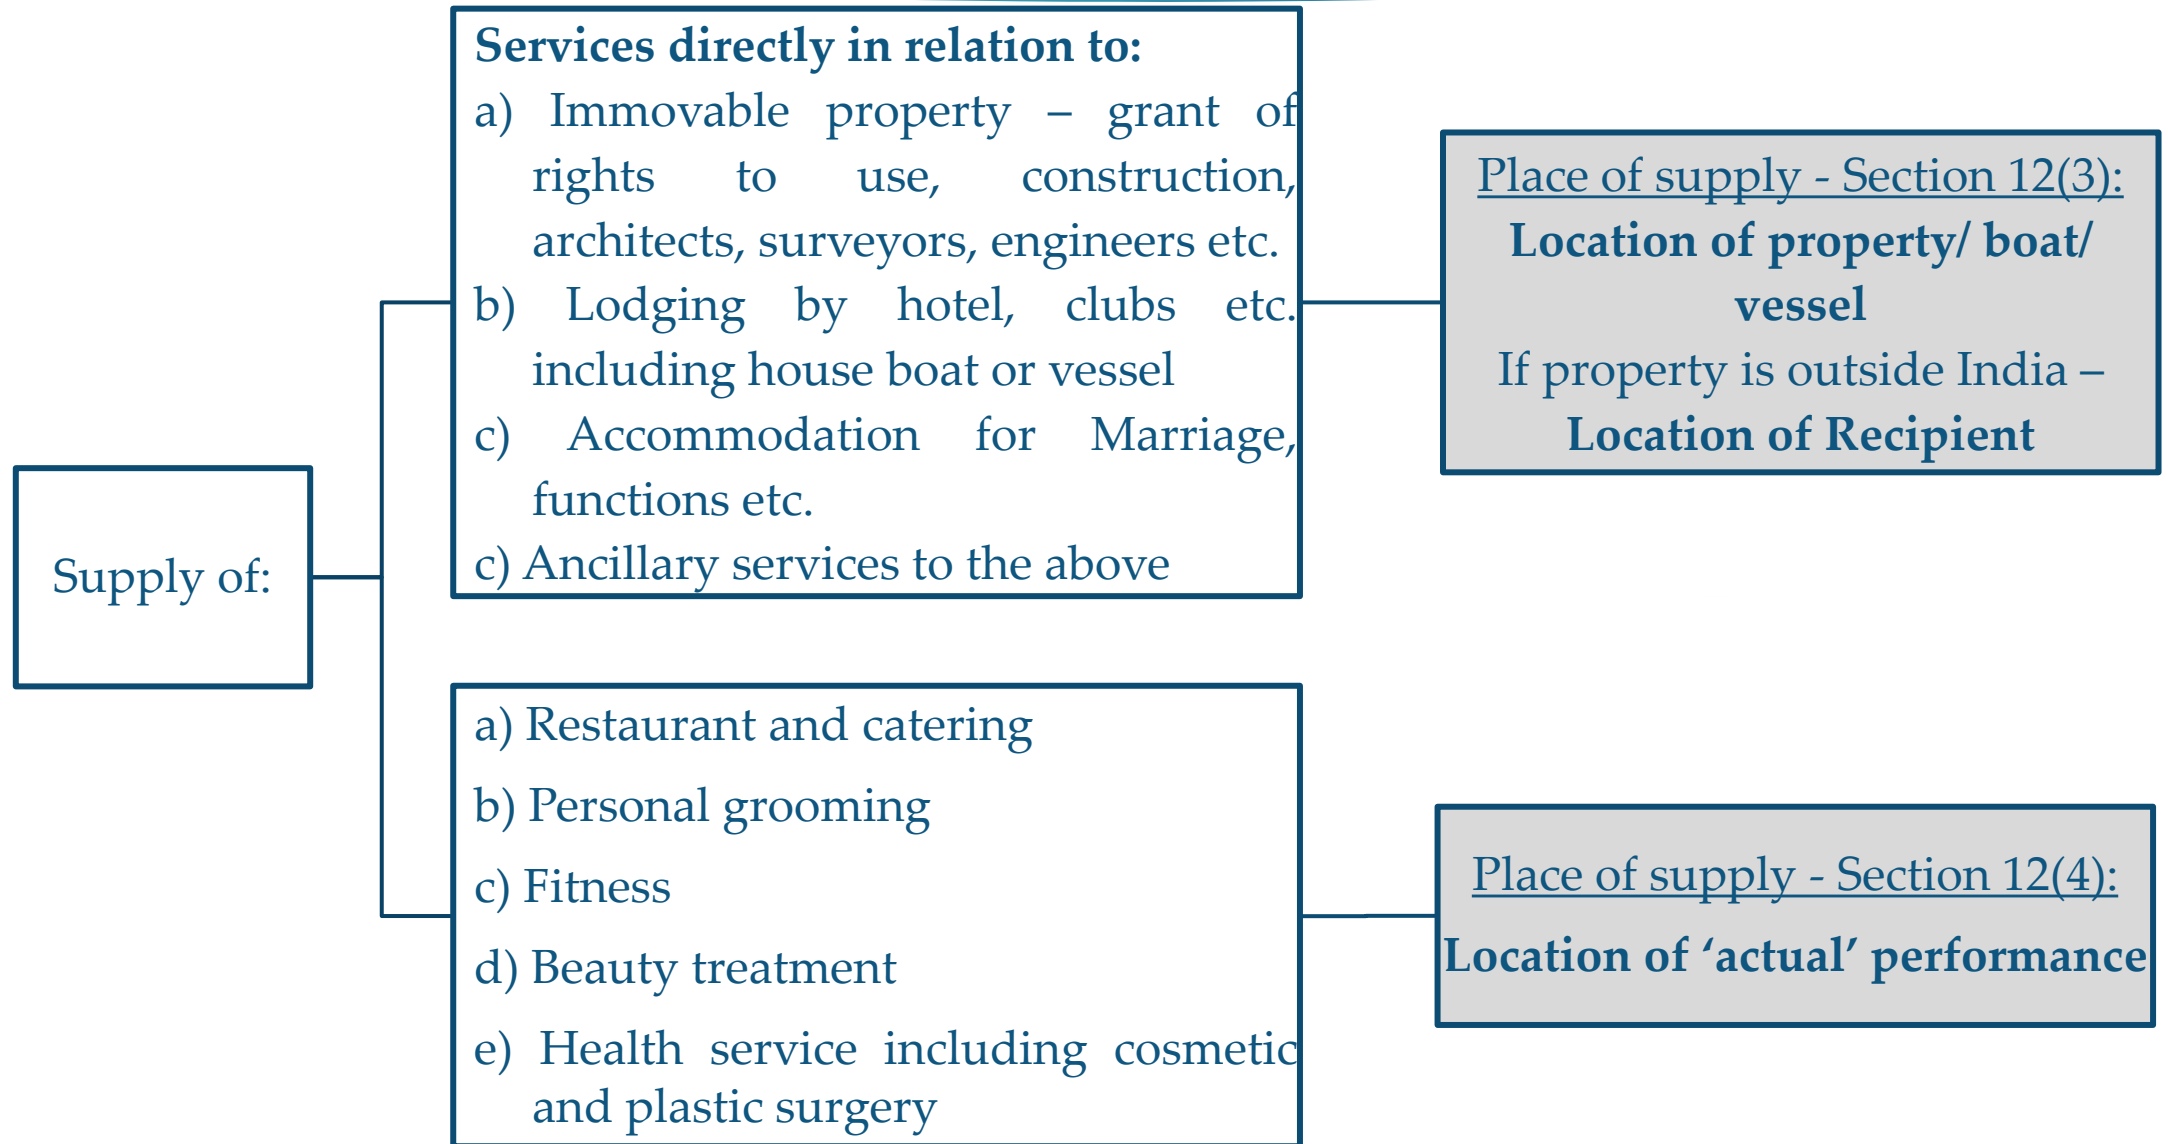 Services directly in relation to:
a) Immovable property – grant of
rights to use, construction,
architects, surveyors, engineers etc.
b) Lodging by hotel, clubs etc.
including house boat or vessel
c) Accommodation for Marriage,
functions etc.
c) Ancillary services to the above
Place of supply - Section 12(3):
Location of property/ boat/
vessel
If property is outside India –
Location of Recipient
Supply of:
a) Restaurant and catering
b) Personal grooming
c) Fitness
d) Beauty treatment
e) Health service including cosmetic
and plastic surgery
Place of supply - Section 12(4):
Location of ‘actual’ performance